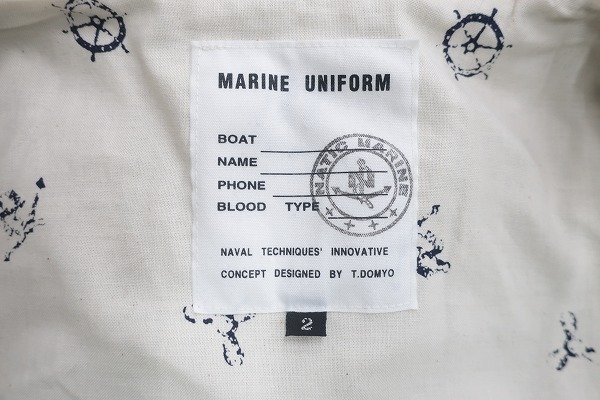 MARINE UNIFORM
BOAT
NAME
PHONE
BLOOD TYPE
NATIC MARINE
NAVAL TECHNIQUES' INNOVATIVE
CONCEPT DESIGNED BY T.DOMYO
2